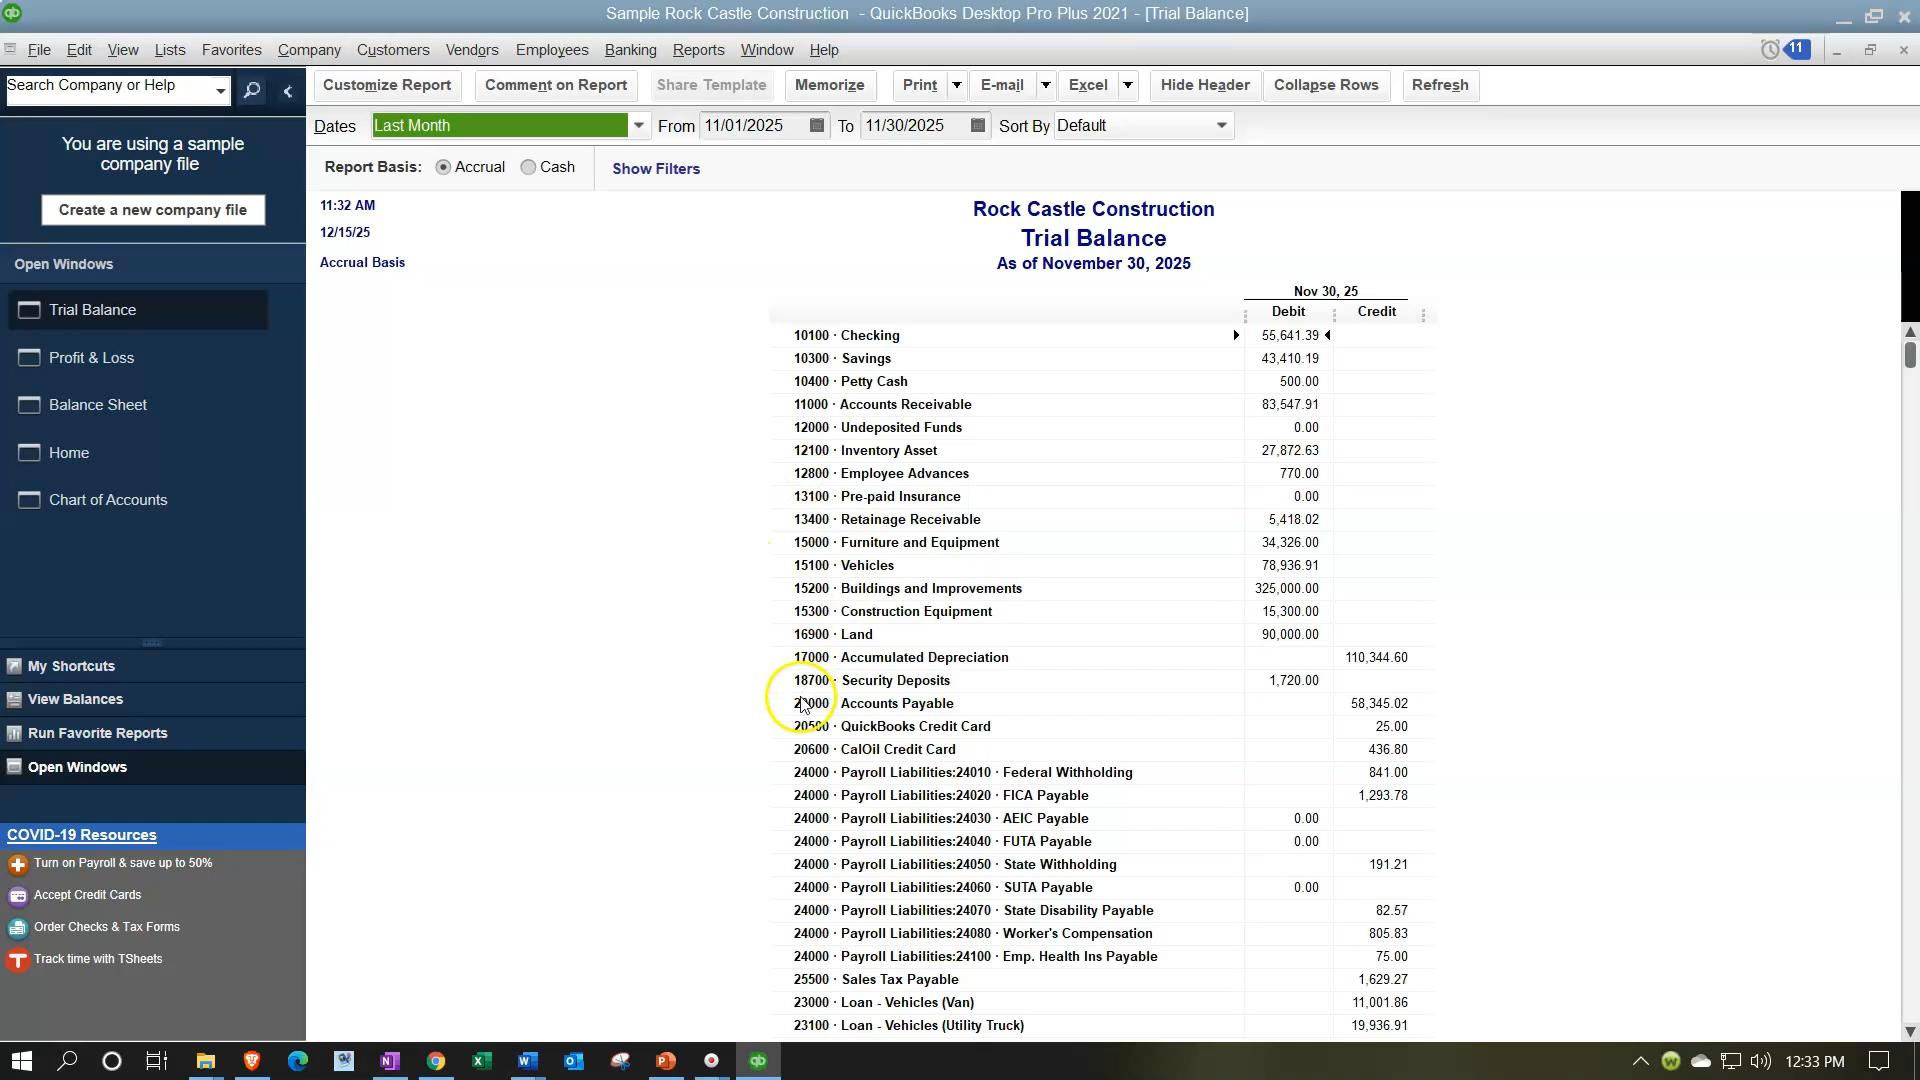 Sample Rock Castle Construction - QuickBooks Desktop Pro Plus 2021 - [Trial Balance]
File Edit View Lists Favorites Company Customers Vendors Employees Banking Reports Window Help 11
Search Company or Help
Customize Report Comment on Report Share Template Memorize Print E-mail Excel Hide Header Collapse Rows Refresh
Dates Last Month From 11/01/2025 To 11/30/2025 Sort By Default
Report Basis: Accrual Cash Show Filters
You are using a sample
company file
Create a new company file
Open Windows
Trial Balance
Profit & Loss
Balance Sheet
Home
Chart of Accounts
My Shortcuts
View Balances
Run Favorite Reports
Open Windows
COVID-19 Resources
Turn on Payroll & save up to 50%
Accept Credit Cards
Order Checks & Tax Forms
Track time with TSheets
11:32 AM
12/15/25
Accrual Basis
Rock Castle Construction
Trial Balance
As of November 30, 2025
Nov 30, 25
Debit Credit
10100 · Checking 55,641.39
10300 · Savings 43,410.19
10400 · Petty Cash 500.00
11000 · Accounts Receivable 83,547.91
12000 · Undeposited Funds 0.00
12100 · Inventory Asset 27,872.63
12800 · Employee Advances 770.00
13100 · Pre-paid Insurance 0.00
13400 · Retainage Receivable 5,418.02
15000 · Furniture and Equipment 34,326.00
15100 · Vehicles 78,936.91
15200 · Buildings and Improvements 325,000.00
15300 · Construction Equipment 15,300.00
16900 · Land 90,000.00
17000 · Accumulated Depreciation 110,344.60
18700 · Security Deposits 1,720.00
20000 · Accounts Payable 58,345.02
20500 · QuickBooks Credit Card 25.00
20600 · CalOil Credit Card 436.80
24000 · Payroll Liabilities:24010 · Federal Withholding 841.00
24000 · Payroll Liabilities:24020 · FICA Payable 1,293.78
24000 · Payroll Liabilities:24030 · AEIC Payable 0.00
24000 · Payroll Liabilities:24040 · FUTA Payable 0.00
24000 · Payroll Liabilities:24050 · State Withholding 191.21
24000 · Payroll Liabilities:24060 · SUTA Payable 0.00
24000 · Payroll Liabilities:24070 · State Disability Payable 82.57
24000 · Payroll Liabilities:24080 · Worker's Compensation 805.83
24000 · Payroll Liabilities:24100 · Emp. Health Ins Payable 75.00
25500 · Sales Tax Payable 1,629.27
23000 · Loan - Vehicles (Van) 11,001.86
23100 · Loan - Vehicles (Utility Truck) 19,936.91
12:33 PM